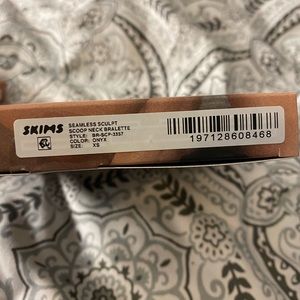 SKIMS
SEAMLESS SCULPT
SCOOP NECK BRALETTE
STYLE: BR-SCP-3357
COLOR: ONYX
SIZE: XS
197128608468